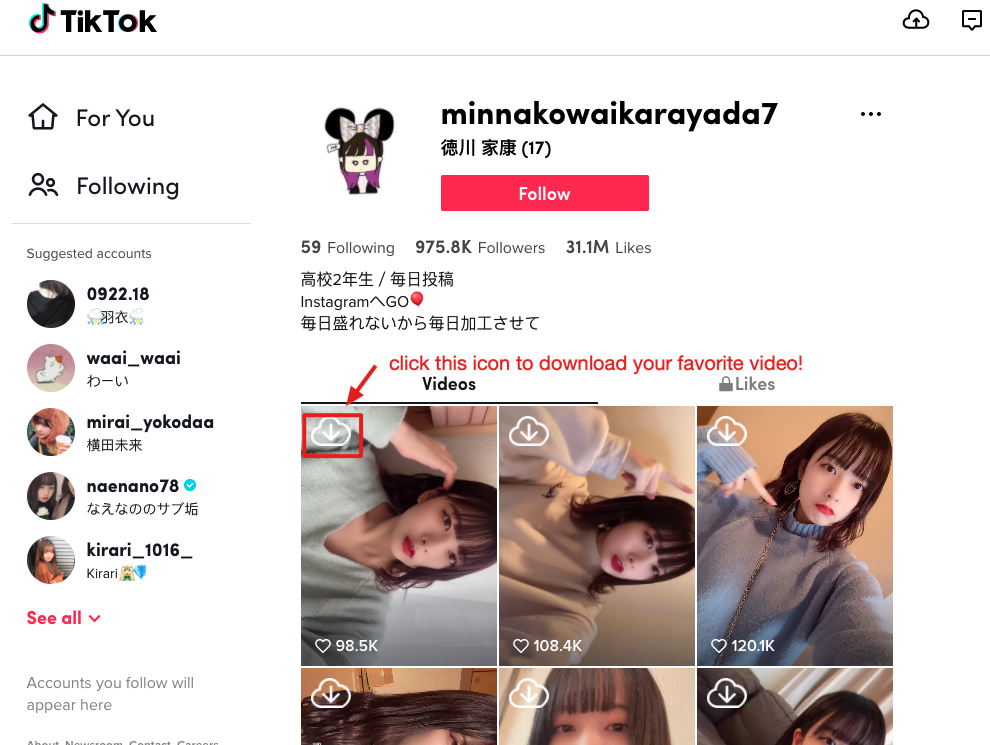 TikTok
For You
Following
Suggested accounts
0922.18
🌧️羽衣🌧️
waai_waai
わーい
mirai_yokodaa
横田未来
naenano78
なえなののサブ垢
kirari_1016_
Kirari
See all
Accounts you follow will
appear here
About Newsroom Contact Careers
minnakowaikarayada7
徳川 家康 (17)
Follow
59 Following 975.8K Followers 31.1M Likes
高校2年生 / 毎日投稿
InstagramへGO🎈
毎日盛れないから毎日加工させて
click this icon to download your favorite video!
Videos
Likes
98.5K
108.4K
120.1K